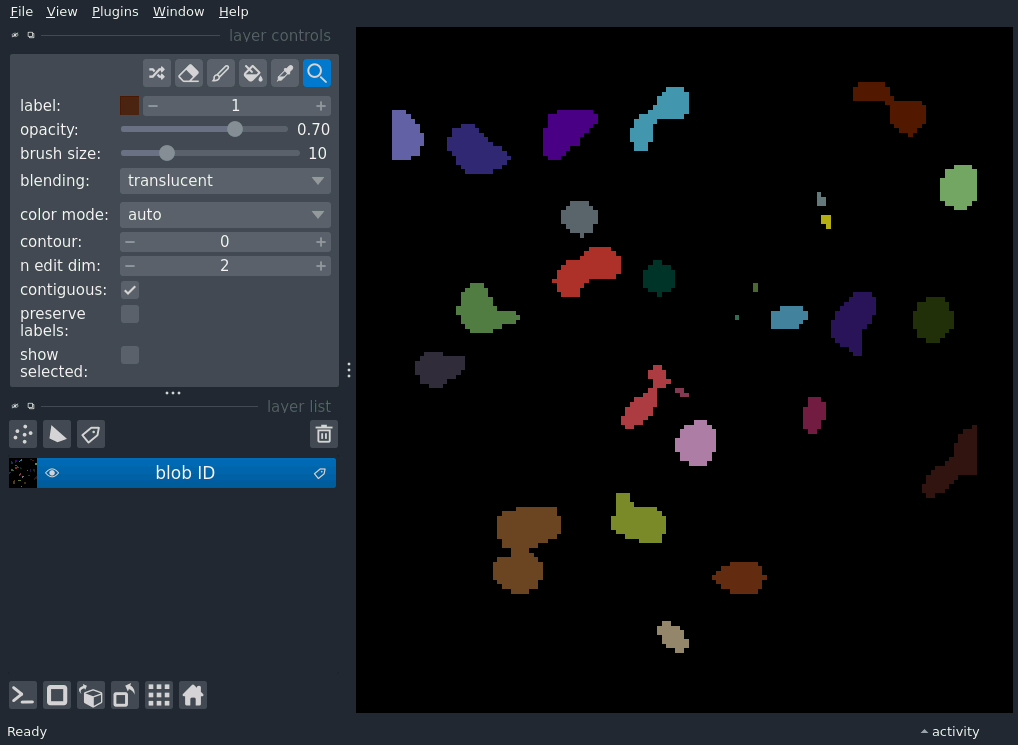 File View Plugins Window Help
layer controls
label: 1
opacity: 0.70
brush size: 10
blending: translucent
color mode: auto
contour: 0
n edit dim: 2
contiguous:
preserve
labels:
show
selected:
layer list
blob ID
Ready
activity